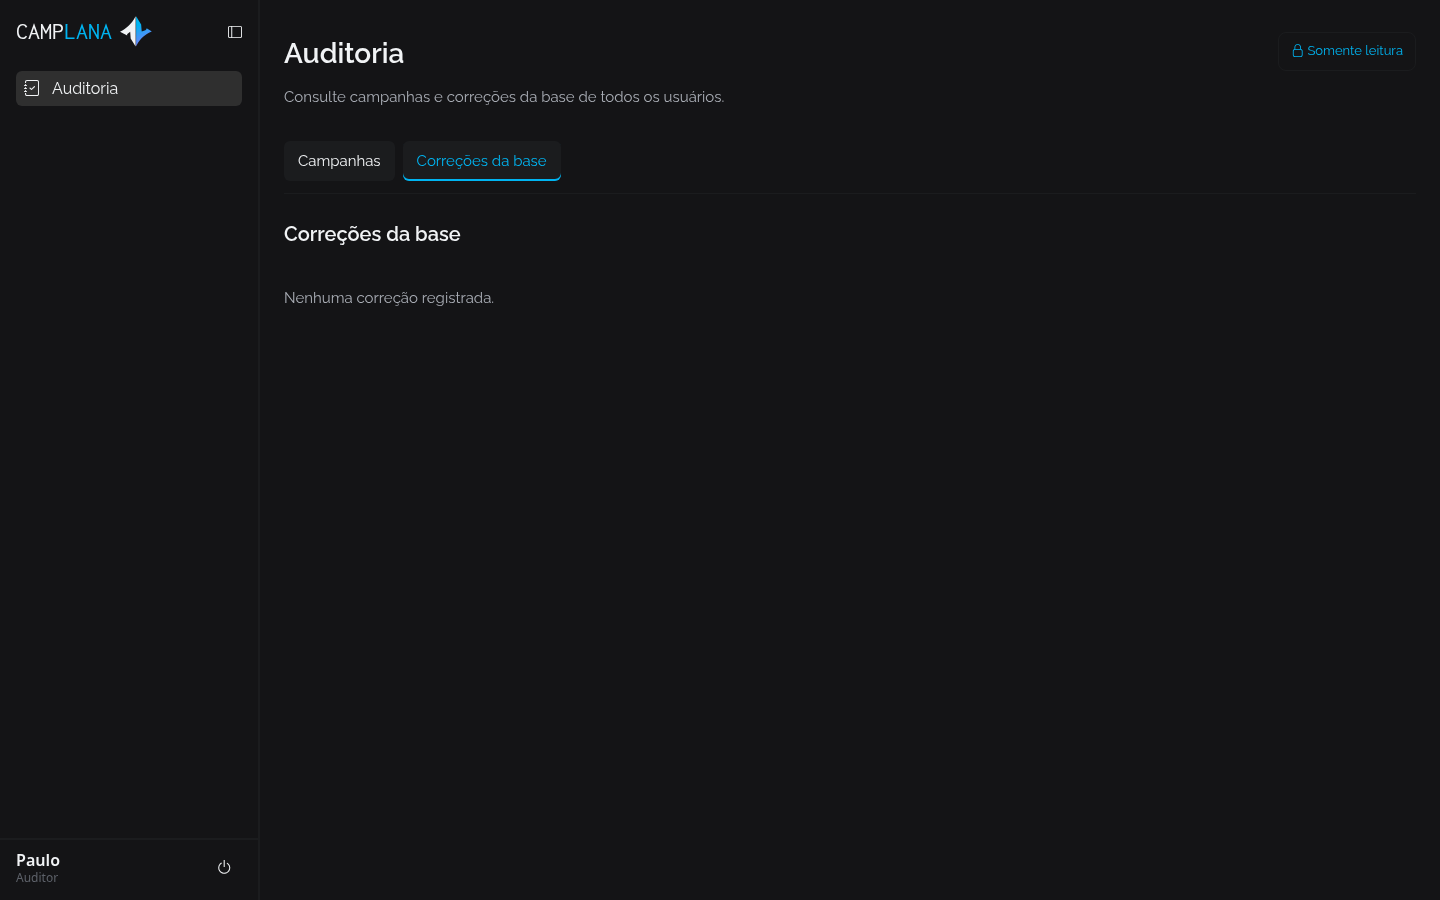 CAMPLANA
Auditoria
Auditoria
Somente leitura
Consulte campanhas e correções da base de todos os usuários.
Campanhas
Correções da base
Correções da base
Nenhuma correção registrada.
Paulo
Auditor